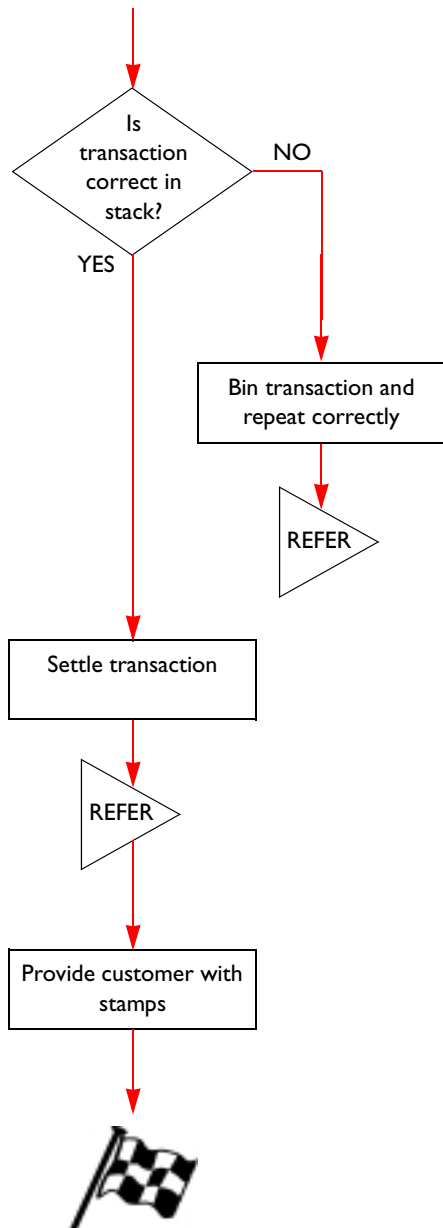 Is
transaction
correct in
stack?
NO
YES
Bin transaction and
repeat correctly
REFER
Settle transaction
REFER
Provide customer with
stamps